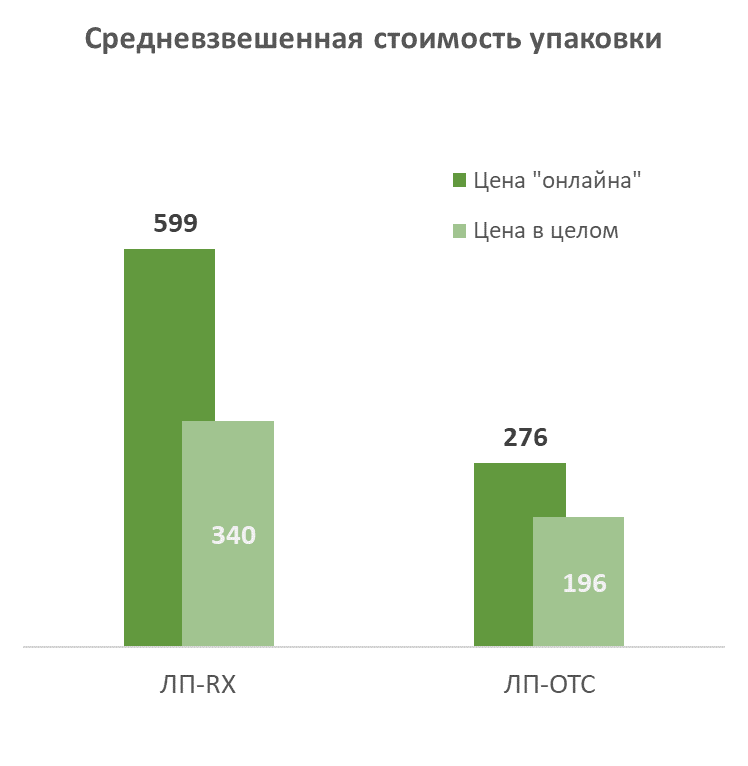 Средневзвешенная стоимость упаковки
Цена "онлайна"
Цена в целом
599
340
276
196
ЛП-RX
ЛП-ОТС